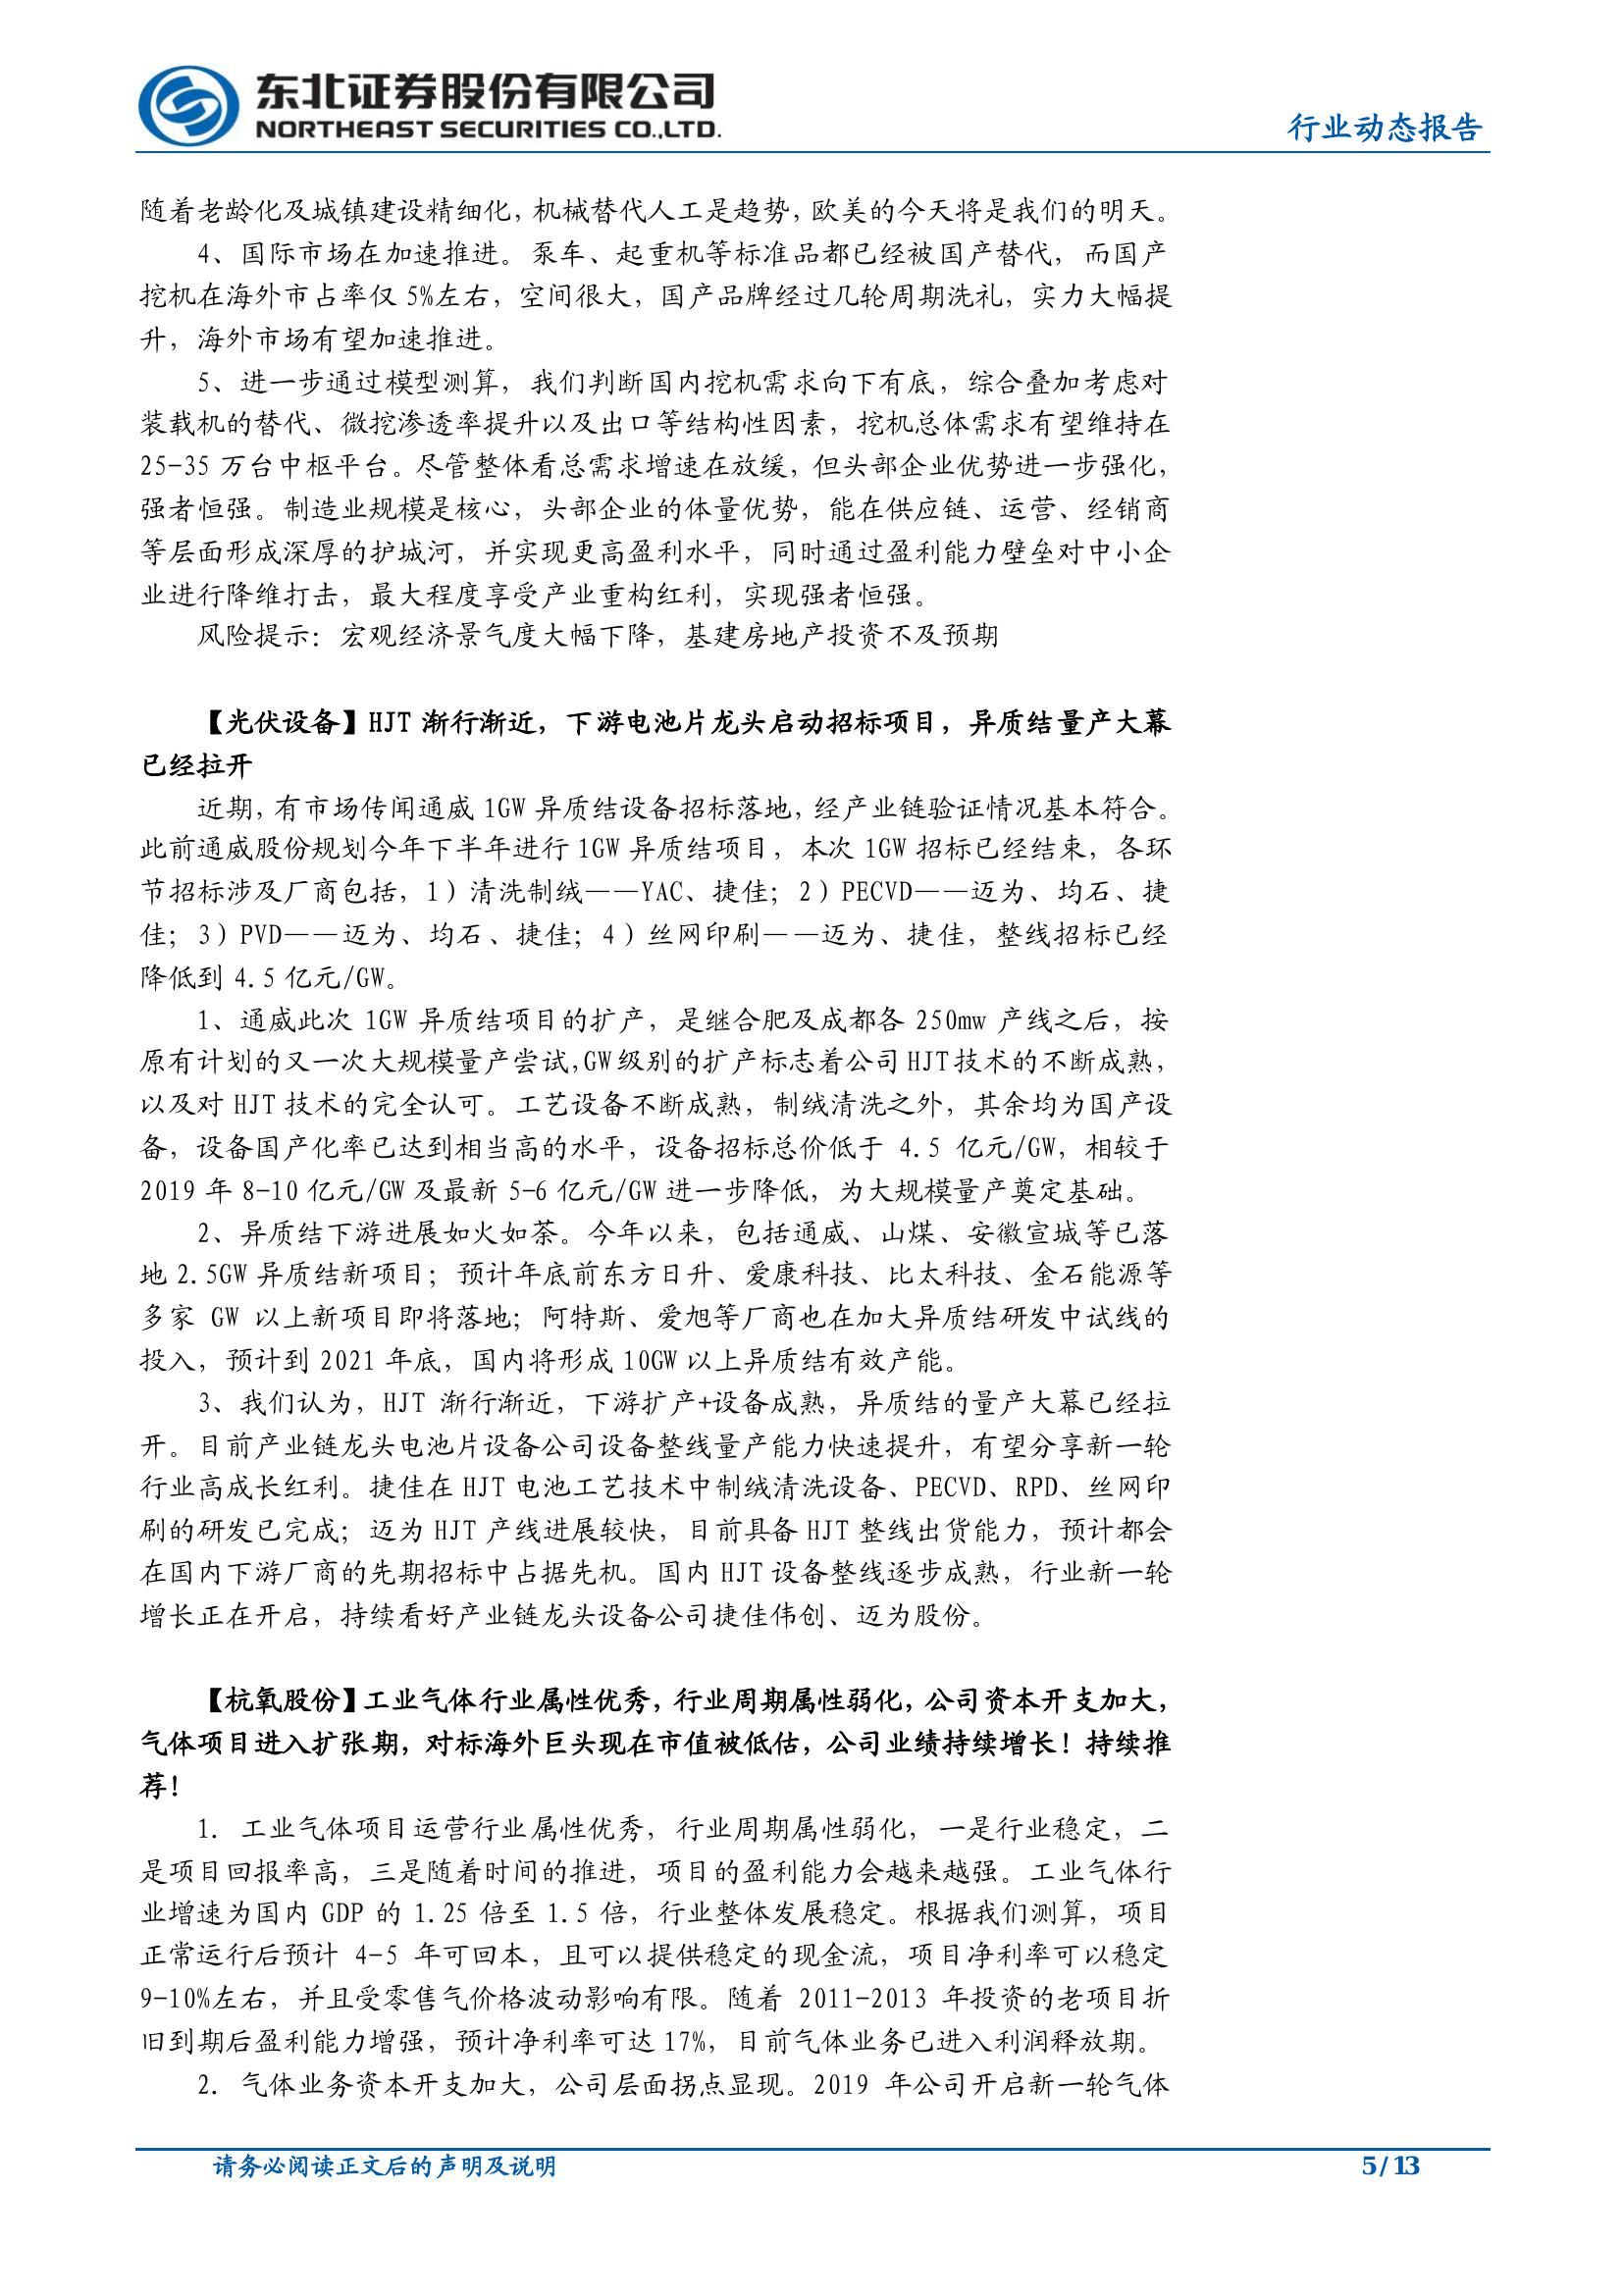 东北证券股份有限公司
NORTHEAST SECURITIES CO.,LTD.
行业动态报告
随着老龄化及城镇建设精细化，机械替代人工是趋势，欧美的今天将是我们的明天。
4、国际市场在加速推进。泵车、起重机等标准品都已经被国产替代，而国产
挖机在海外市占率仅 5%左右，空间很大，国产品牌经过几轮周期洗礼，实力大幅提
升，海外市场有望加速推进。
5、进一步通过模型测算，我们判断国内挖机需求向下有底，综合叠加考虑对
装载机的替代、微挖渗透率提升以及出口等结构性因素，挖机总体需求有望维持在
25-35 万台中枢平台。尽管整体看总需求增速在放缓，但头部企业优势进一步强化，
强者恒强。制造业规模是核心，头部企业的体量优势，能在供应链、运营、经销商
等层面形成深厚的护城河，并实现更高盈利水平，同时通过盈利能力壁垒对中小企
业进行降维打击，最大程度享受产业重构红利，实现强者恒强。
风险提示：宏观经济景气度大幅下降，基建房地产投资不及预期
【光伏设备】HJT 渐行渐近，下游电池片龙头启动招标项目，异质结量产大幕
已经拉开
近期，有市场传闻通威 1GW 异质结设备招标落地，经产业链验证情况基本符合。
此前通威股份规划今年下半年进行 1GW 异质结项目，本次 1GW 招标已经结束，各环
节招标涉及厂商包括，1）清洗制绒——YAC、捷佳；2）PECVD——迈为、均石、捷
佳；3）PVD——迈为、均石、捷佳；4）丝网印刷——迈为、捷佳，整线招标已经
降低到 4.5 亿元/GW。
1、通威此次 1GW 异质结项目的扩产，是继合肥及成都各 250mw 产线之后，按
原有计划的又一次大规模量产尝试，GW 级别的扩产标志着公司 HJT 技术的不断成熟，
以及对 HJT 技术的完全认可。工艺设备不断成熟，制绒清洗之外，其余均为国产设
备，设备国产化率已达到相当高的水平，设备招标总价低于 4.5 亿元/GW，相较于
2019 年 8-10 亿元/GW 及最新 5-6 亿元/GW 进一步降低，为大规模量产奠定基础。
2、异质结下游进展如火如荼。今年以来，包括通威、山煤、安徽宣城等已落
地 2.5GW 异质结新项目；预计年底前东方日升、爱康科技、比太科技、金石能源等
多家 GW 以上新项目即将落地；阿特斯、爱旭等厂商也在加大异质结研发中试线的
投入，预计到 2021 年底，国内将形成 10GW 以上异质结有效产能。
3、我们认为，HJT 渐行渐近，下游扩产+设备成熟，异质结的量产大幕已经拉
开。目前产业链龙头电池片设备公司设备整线量产能力快速提升，有望分享新一轮
行业高成长红利。捷佳在 HJT 电池工艺技术中制绒清洗设备、PECVD、RPD、丝网印
刷的研发已完成；迈为 HJT 产线进展较快，目前具备 HJT 整线出货能力，预计都会
在国内下游厂商的先期招标中占据先机。国内 HJT 设备整线逐步成熟，行业新一轮
增长正在开启，持续看好产业链龙头设备公司捷佳伟创、迈为股份。
【杭氧股份】工业气体行业属性优秀，行业周期属性弱化，公司资本开支加大，
气体项目进入扩张期，对标海外巨头现在市值被低估，公司业绩持续增长！持续推
荐！
1. 工业气体项目运营行业属性优秀，行业周期属性弱化，一是行业稳定，二
是项目回报率高，三是随着时间的推进，项目的盈利能力会越来越强。工业气体行
业增速为国内 GDP 的 1.25 倍至 1.5 倍，行业整体发展稳定。根据我们测算，项目
正常运行后预计 4-5 年可回本，且可以提供稳定的现金流，项目净利率可以稳定
9-10%左右，并且受零售气价格波动影响有限。随着 2011-2013 年投资的老项目折
旧到期后盈利能力增强，预计净利率可达 17%，目前气体业务已进入利润释放期。
2. 气体业务资本开支加大，公司层面拐点显现。2019 年公司开启新一轮气体
请务必阅读正文后的声明及说明
5 / 13